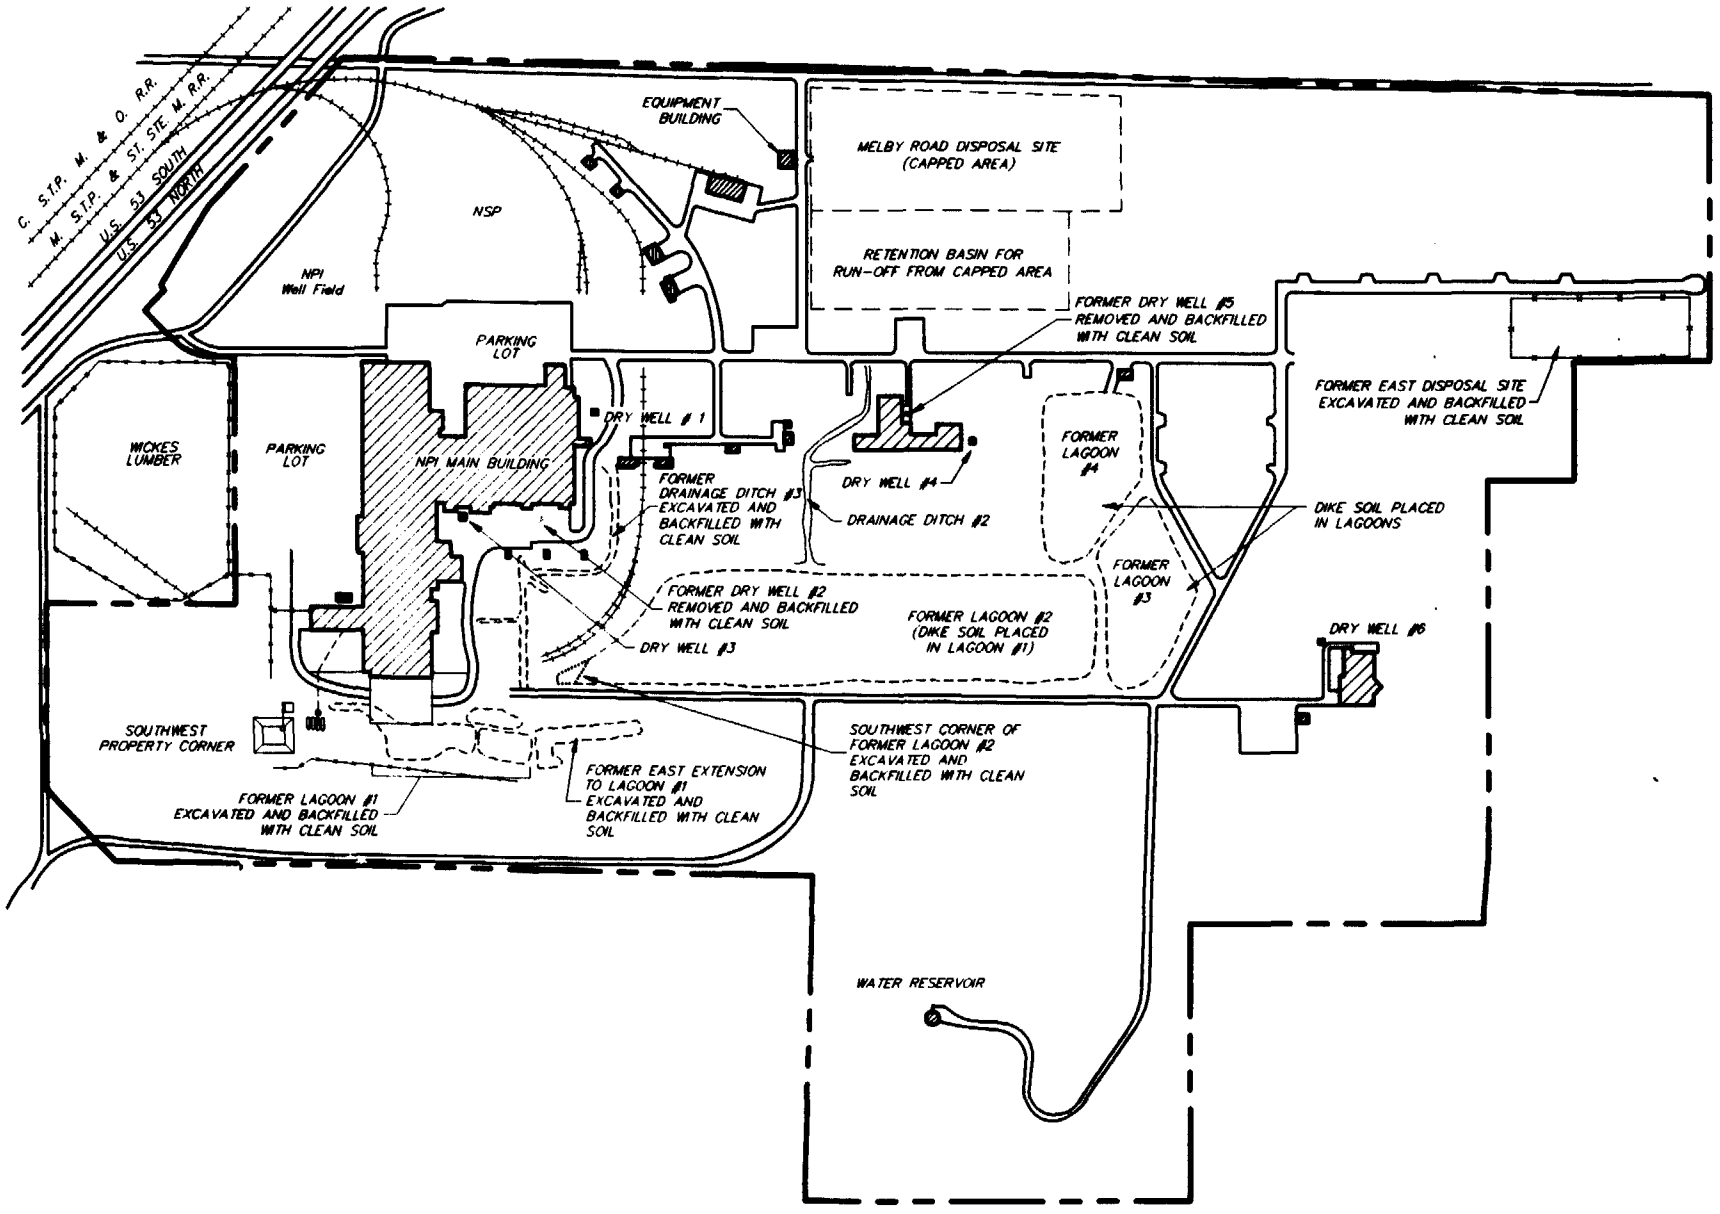 C. S.T.P. M. & O. R.R.
M. S.T.P. & ST. STE. M. R.R.
U.S. 53 SOUTH
U.S. 53 NORTH
EQUIPMENT
BUILDING
MELBY ROAD DISPOSAL SITE
(CAPPED AREA)
NSP
RETENTION BASIN FOR
RUN-OFF FROM CAPPED AREA
NPI
Well Field
FORMER DRY WELL #5
REMOVED AND BACKFILLED
WITH CLEAN SOIL
PARKING
LOT
FORMER EAST DISPOSAL SITE
EXCAVATED AND BACKFILLED
WITH CLEAN SOIL
DRY WELL # 1
WICKES
LUMBER
PARKING
LOT
NPI MAIN BUILDING
FORMER
LAGOON
#4
FORMER
DRAINAGE DITCH #3
EXCAVATED AND
BACKFILLED WITH
CLEAN SOIL
DRY WELL #4
DRAINAGE DITCH #2
DIKE SOIL PLACED
IN LAGOONS
FORMER
LAGOON
#3
FORMER DRY WELL #2
REMOVED AND BACKFILLED
WITH CLEAN SOIL
DRY WELL #3
FORMER LAGOON #2
(DIKE SOIL PLACED
IN LAGOON #1)
DRY WELL #6
SOUTHWEST
PROPERTY CORNER
SOUTHWEST CORNER OF
FORMER LAGOON #2
EXCAVATED AND
BACKFILLED WITH CLEAN
SOIL
FORMER EAST EXTENSION
TO LAGOON #1
EXCAVATED AND
BACKFILLED WITH CLEAN
SOIL
FORMER LAGOON #1
EXCAVATED AND BACKFILLED
WITH CLEAN SOIL
WATER RESERVOIR